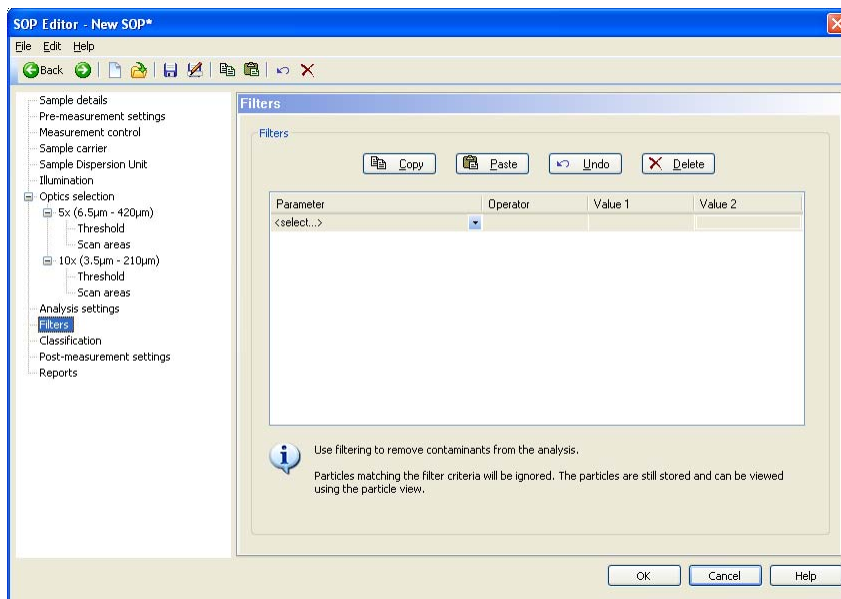 SOP Editor - New SOP*
File Edit Help
Back
Sample details
Pre-measurement settings
Measurement control
Sample carrier
Sample Dispersion Unit
Illumination
Optics selection
5x (6.5µm - 420µm)
Threshold
Scan areas
10x (3.5µm - 210µm)
Threshold
Scan areas
Analysis settings
Filters
Classification
Post-measurement settings
Reports
Filters
Filters
Copy Paste Undo Delete
Parameter Operator Value 1 Value 2
<select...>
Use filtering to remove contaminants from the analysis.
Particles matching the filter criteria will be ignored. The particles are still stored and can be viewed
using the particle view.
OK Cancel Help